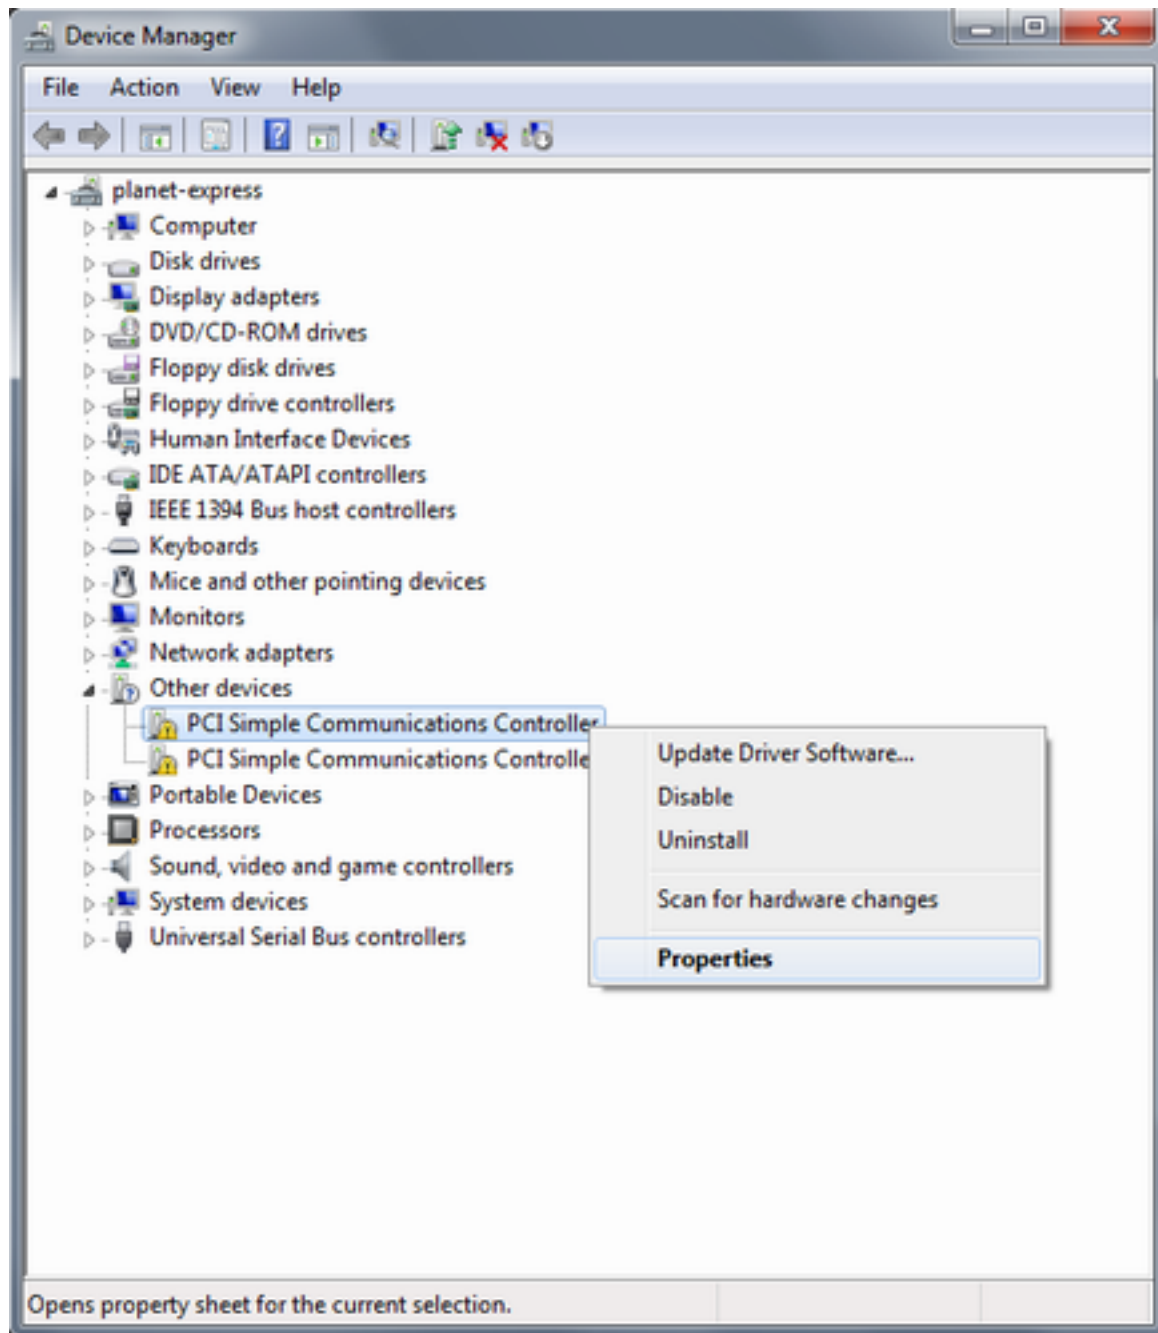 Device Manager
File Action View Help
planet-express
Computer
Disk drives
Display adapters
DVD/CD-ROM drives
Floppy disk drives
Floppy drive controllers
Human Interface Devices
IDE ATA/ATAPI controllers
IEEE 1394 Bus host controllers
Keyboards
Mice and other pointing devices
Monitors
Network adapters
Other devices
PCI Simple Communications Controller
PCI Simple Communications Controlle
Portable Devices
Processors
Sound, video and game controllers
System devices
Universal Serial Bus controllers
Update Driver Software...
Disable
Uninstall
Scan for hardware changes
Properties
Opens property sheet for the current selection.